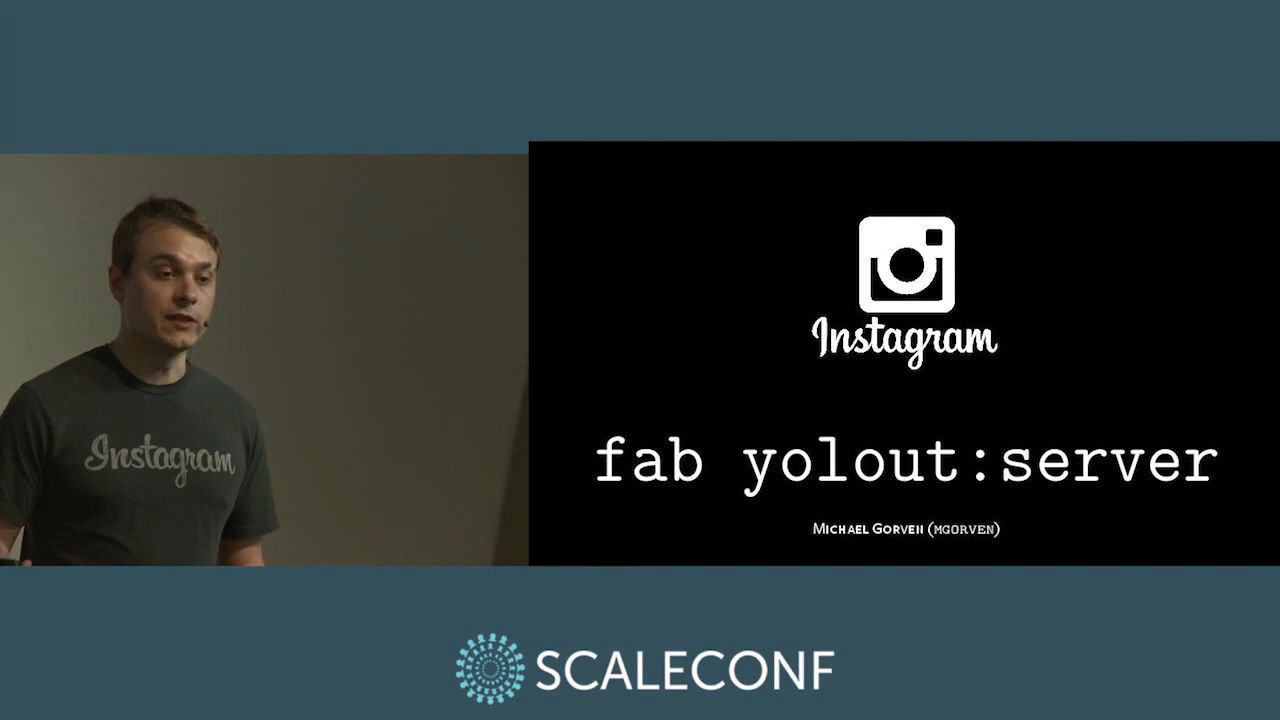 Instagram
Instagram
fab yolout:server
MICHAEL GORVEN (MGORVEN)
SCALECONF